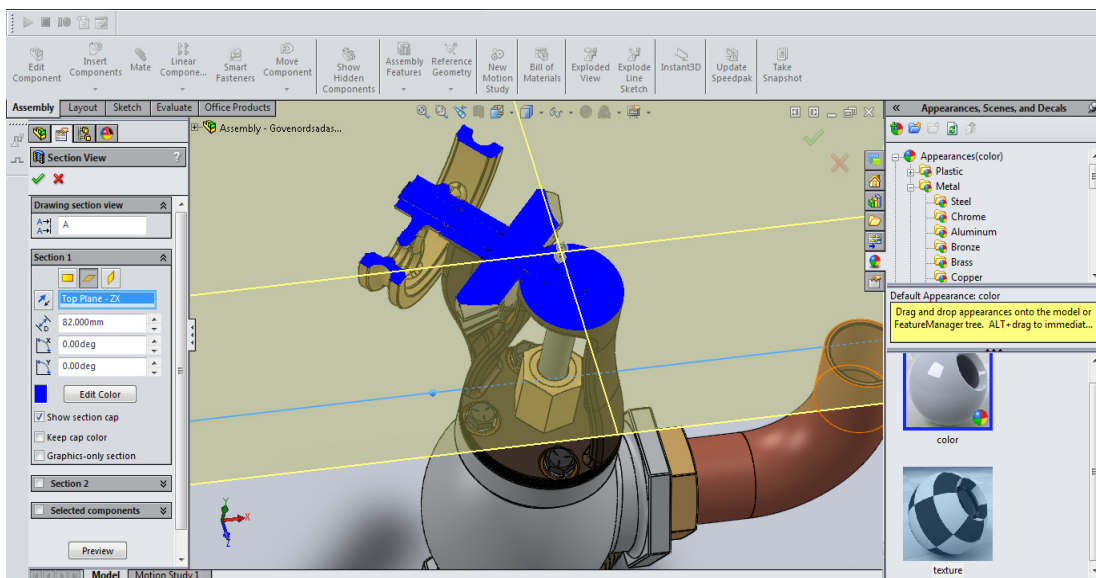 Edit
Component
Insert
Components
Mate
Linear
Compone...
Smart
Fasteners
Move
Component
Show
Hidden
Components
Assembly
Features
Reference
Geometry
New
Motion
Study
Bill of
Materials
Exploded
View
Explode
Line
Sketch
Instant3D
Update
Speedpak
Take
Snapshot
Assembly Layout Sketch Evaluate Office Products
Assembly - Govenordsadas...
Section View ?
Drawing section view
A
Section 1
Top Plane - ZX
82.000mm
0.00deg
0.00deg
Edit Color
Show section cap
Keep cap color
Graphics-only section
Section 2
Selected components
Preview
Y
X
Z
Model Motion Study 1
Appearances, Scenes, and Decals
Appearances(color)
Plastic
Metal
Steel
Chrome
Aluminum
Bronze
Brass
Copper
Default Appearance: color
Drag and drop appearances onto the model or
FeatureManager tree.  ALT+drag to immediat...
color
texture